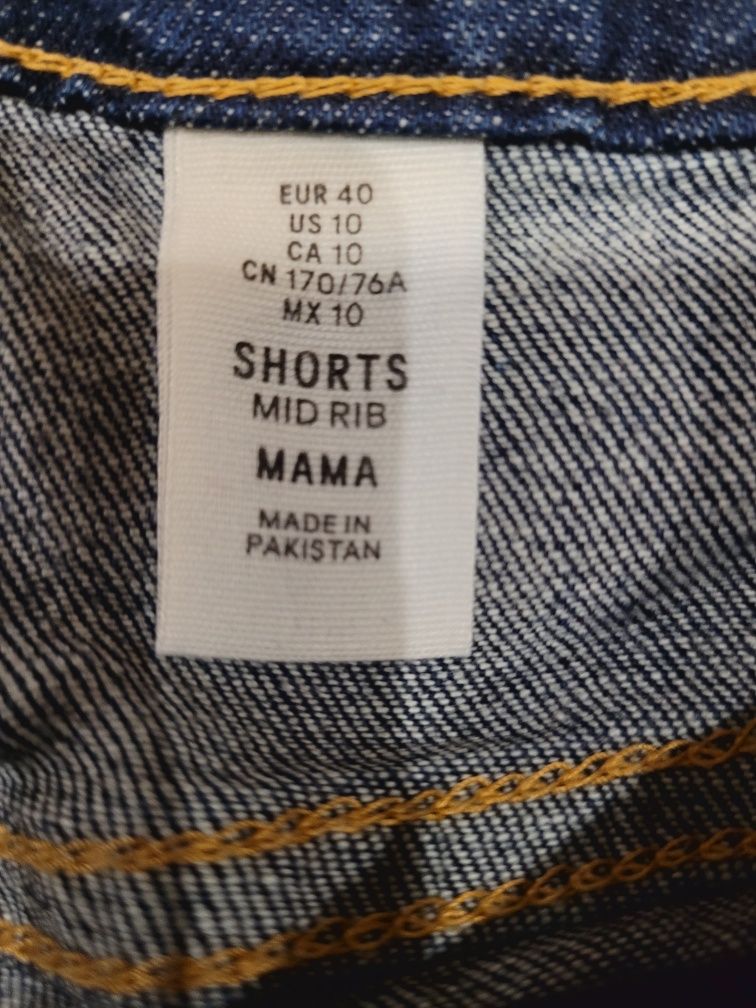 EUR 40
US 10
CA 10
CN 170/76A
MX 10
SHORTS
MID RIB
MAMA
MADE IN
PAKISTAN